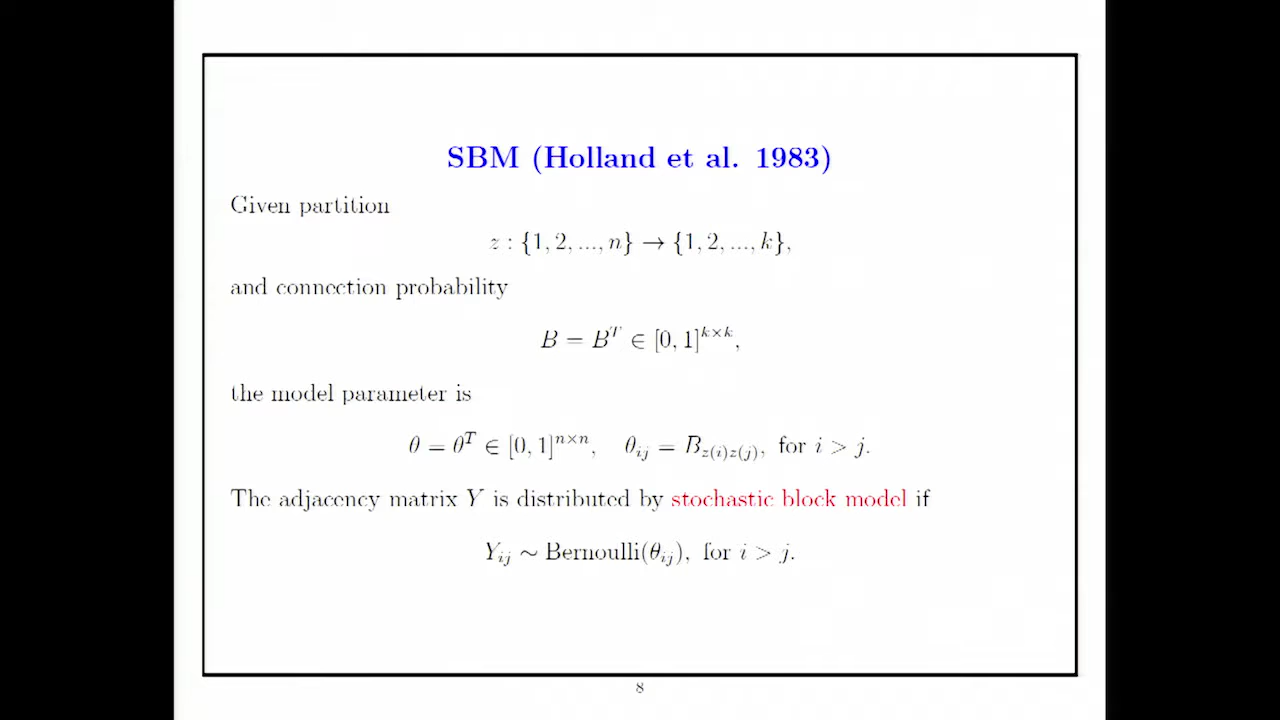 SBM (Holland et al. 1983)
Given partition
z : {1, 2, ..., n} → {1, 2, ..., k},
and connection probability
B = B^T ∈ [0, 1]^{k×k},
the model parameter is
θ = θ^T ∈ [0, 1]^{n×n}, θ_{ij} = B_{z(i)z(j)}, for i > j.
The adjacency matrix Y is distributed by stochastic block model if
Y_{ij} ∼ Bernoulli(θ_{ij}), for i > j.
8